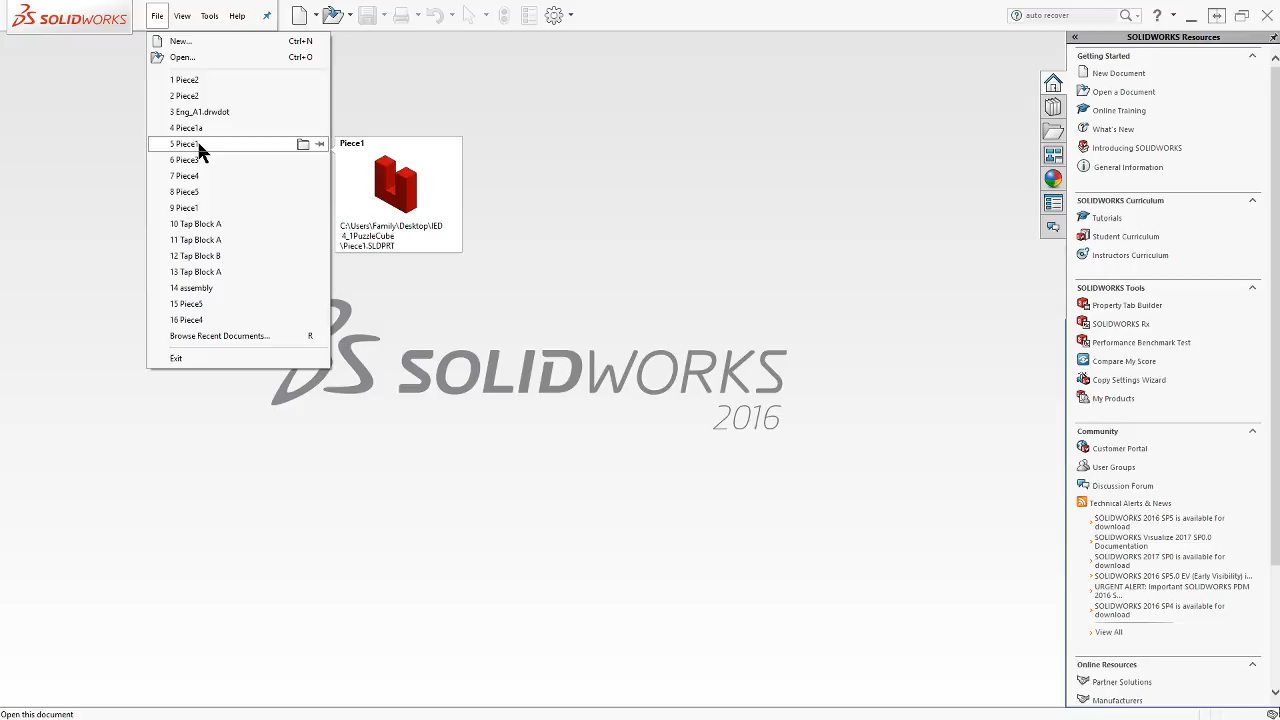 SOLIDWORKS
File View Tools Help
auto recover
New... Ctrl+N
Open... Ctrl+O
1 Piece2
2 Piece2
3 Eng_A1.drwdot
4 Piece1a
5 Piece1
6 Piece3
7 Piece4
8 Piece5
9 Piece1
10 Tap Block A
11 Tap Block A
12 Tap Block B
13 Tap Block A
14 assembly
15 Piece5
16 Piece4
Browse Recent Documents... R
Exit
Piece1
C:\Users\Family\Desktop\IED
4_1PuzzleCube
\Piece1.SLDPRT
SOLIDWORKS
2016
SOLIDWORKS Resources
Getting Started
New Document
Open a Document
Online Training
What's New
Introducing SOLIDWORKS
General Information
SOLIDWORKS Curriculum
Tutorials
Student Curriculum
Instructors Curriculum
SOLIDWORKS Tools
Property Tab Builder
SOLIDWORKS Rx
Performance Benchmark Test
Compare My Score
Copy Settings Wizard
My Products
Community
Customer Portal
User Groups
Discussion Forum
Technical Alerts & News
SOLIDWORKS 2016 SP5 is available for
download
SOLIDWORKS Visualize 2017 SP0.0
Documentation
SOLIDWORKS 2017 SP0 is available for
download
SOLIDWORKS 2016 SP5.0 EV (Early Visibility) i...
URGENT ALERT: Important SOLIDWORKS PDM
2016 S...
SOLIDWORKS 2016 SP4 is available for
download
View All
Online Resources
Partner Solutions
Manufacturers
Open this document